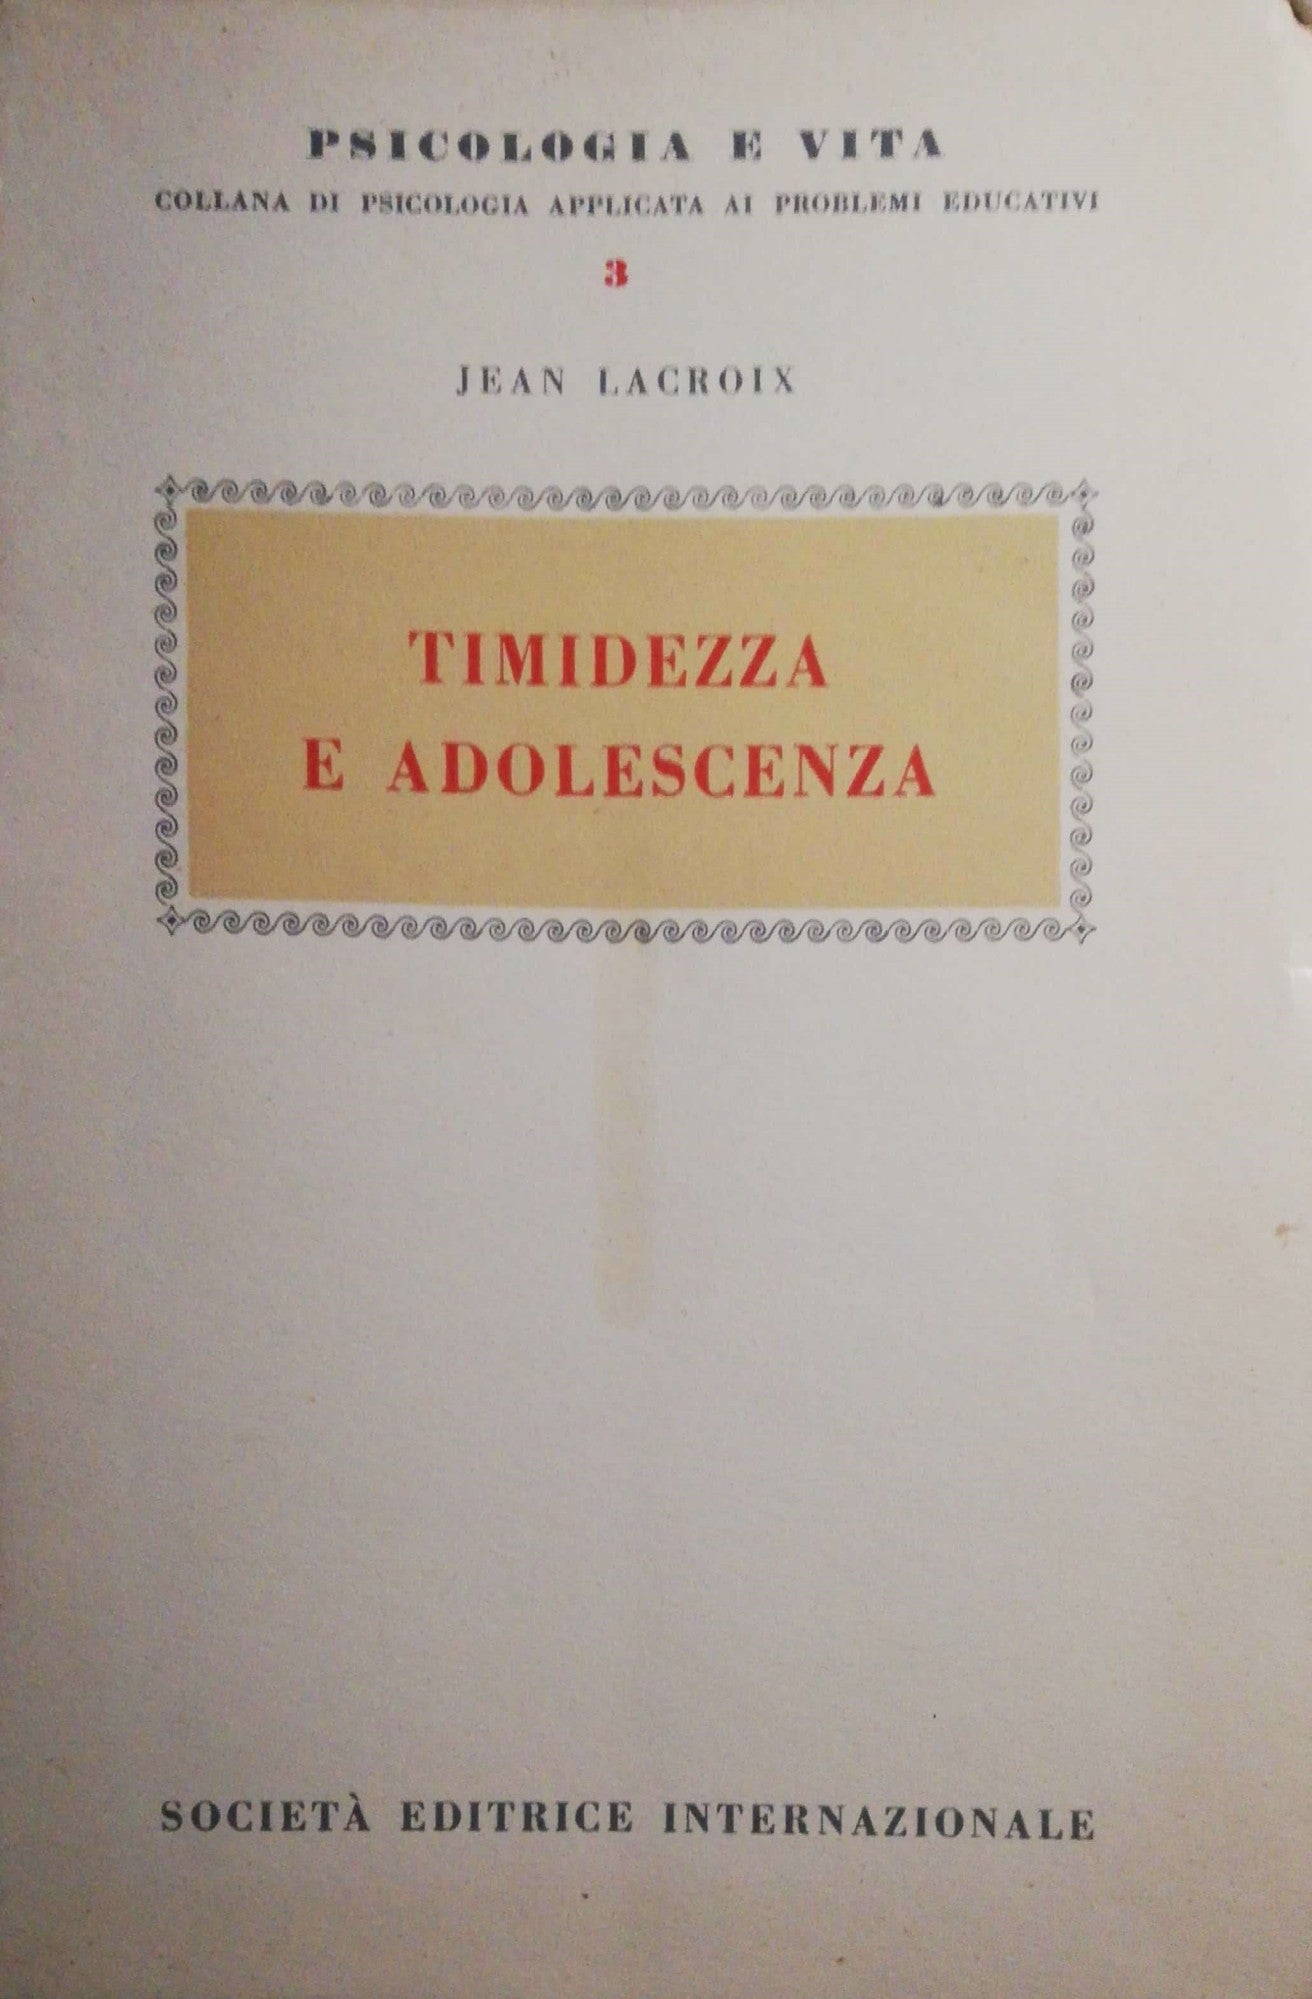 PSICOLOGIA E VITA
COLLANA DI PSICOLOGIA APPLICATA AI PROBLEMI EDUCATIVI
3
JEAN LACROIX
TIMIDEZZA
E ADOLESCENZA
SOCIETÀ EDITRICE INTERNAZIONALE